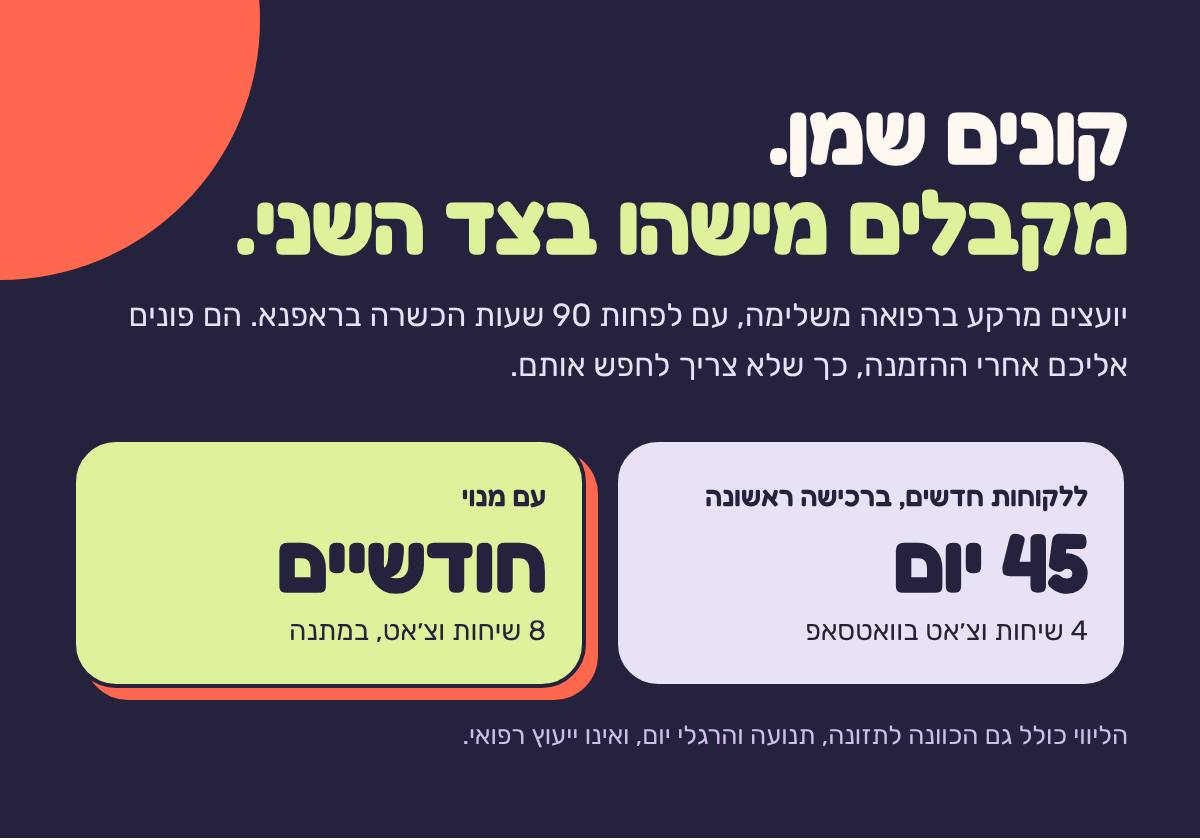 קונים שמן.
מקבלים מישהו בצד השני.
יועצים מרקע ברפואה משלימה, עם לפחות 90 שעות הכשרה בראפנא. הם פונים
אליכם אחרי ההזמנה, כך שלא צריך לחפש אותם.
ללקוחות חדשים, ברכישה ראשונה
45 יום
4 שיחות וצ׳אט בוואטסאפ
עם מנוי
חודשיים
8 שיחות וצ׳אט, במתנה
הליווי כולל גם הכוונה לתזונה, תנועה והרגלי יום, ואינו ייעוץ רפואי.